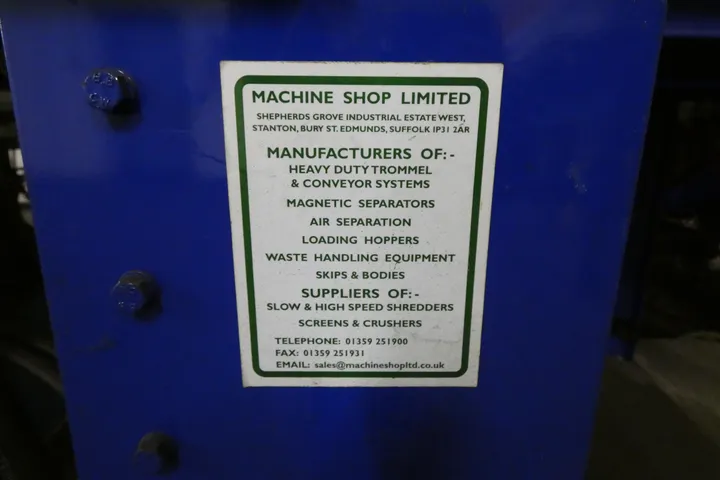 MACHINE SHOP LIMITED
SHEPHERDS GROVE INDUSTRIAL ESTATE WEST,
STANTON, BURY ST. EDMUNDS, SUFFOLK IP31 2AR
MANUFACTURERS OF:-
HEAVY DUTY TROMMEL
& CONVEYOR SYSTEMS
MAGNETIC SEPARATORS
AIR SEPARATION
LOADING HOPPERS
WASTE HANDLING EQUIPMENT
SKIPS & BODIES
SUPPLIERS OF:-
SLOW & HIGH SPEED SHREDDERS
SCREENS & CRUSHERS
TELEPHONE: 01359 251900
FAX: 01359 251931
EMAIL: sales@machineshopltd.co.uk